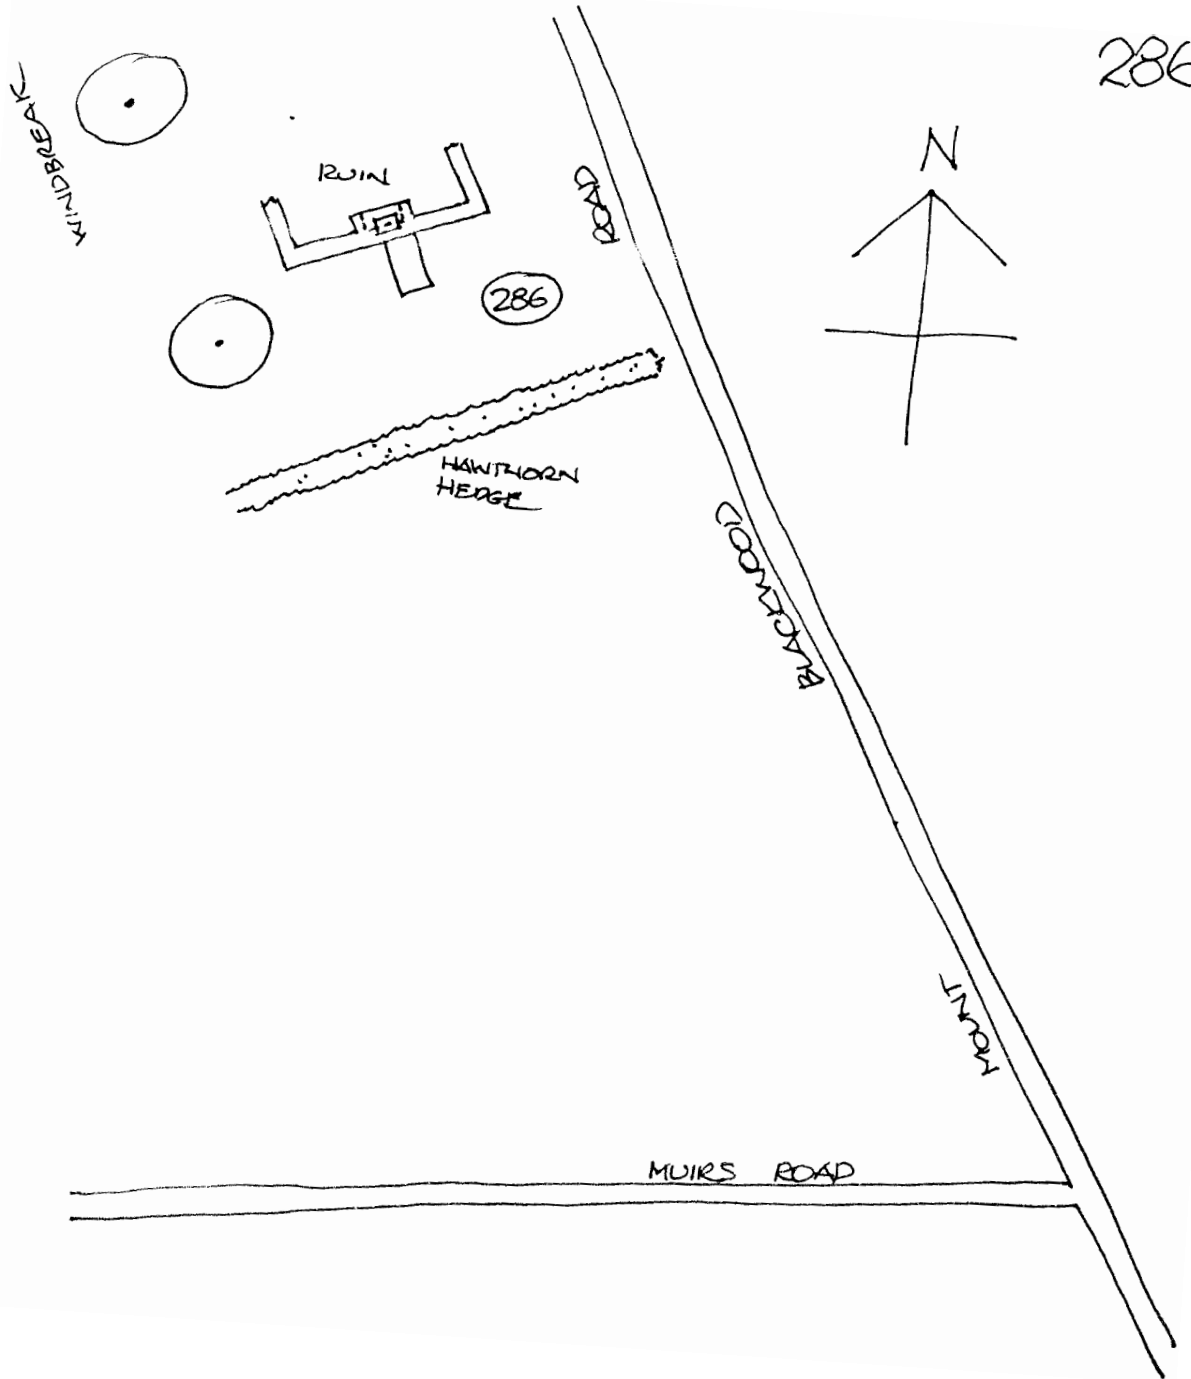 286
N
WINDBREAK
RUIN
ROAD
286
HAWTHORN
HEDGE
BLACKWOOD
MOUNT
MUIRS ROAD